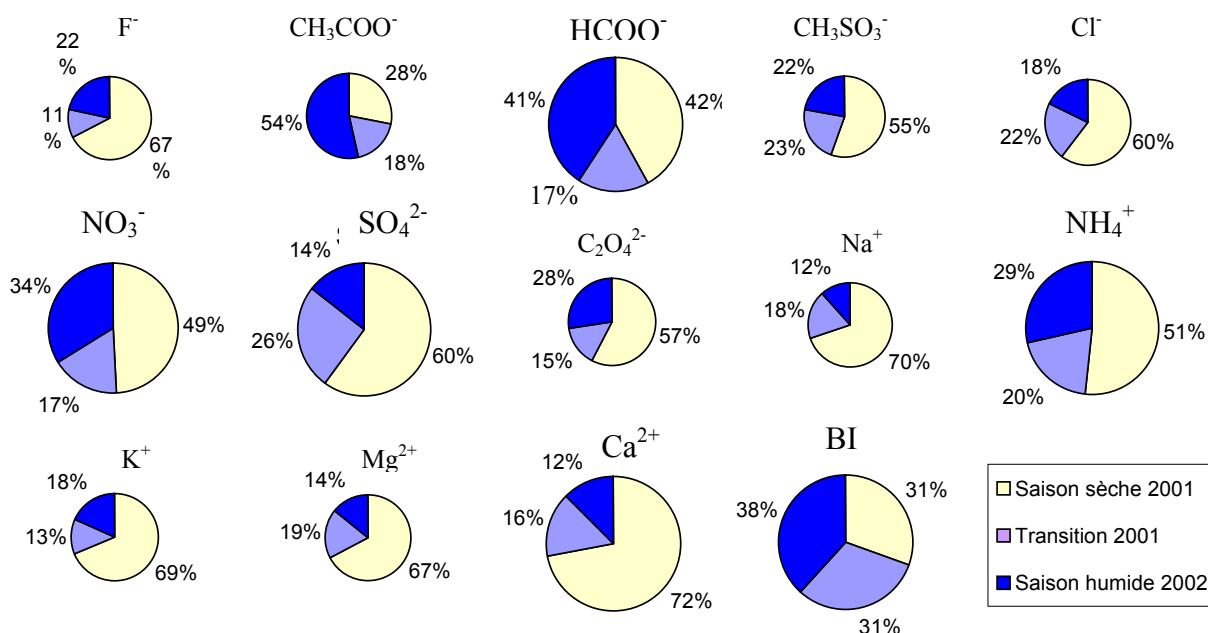 F⁻
22
%
11
%
67
%
CH₃COO⁻
28%
54%
18%
HCOO⁻
41%
42%
17%
CH₃SO₃⁻
22%
55%
23%
Cl⁻
18%
22%
60%
NO₃⁻
34%
49%
17%
SO₄²⁻
14%
26%
60%
C₂O₄²⁻
28%
57%
15%
Na⁺
12%
18%
70%
NH₄⁺
29%
51%
20%
K⁺
18%
13%
69%
Mg²⁺
14%
19%
67%
Ca²⁺
12%
16%
72%
BI
38%
31%
31%
Saison sèche 2001
Transition 2001
Saison humide 2002